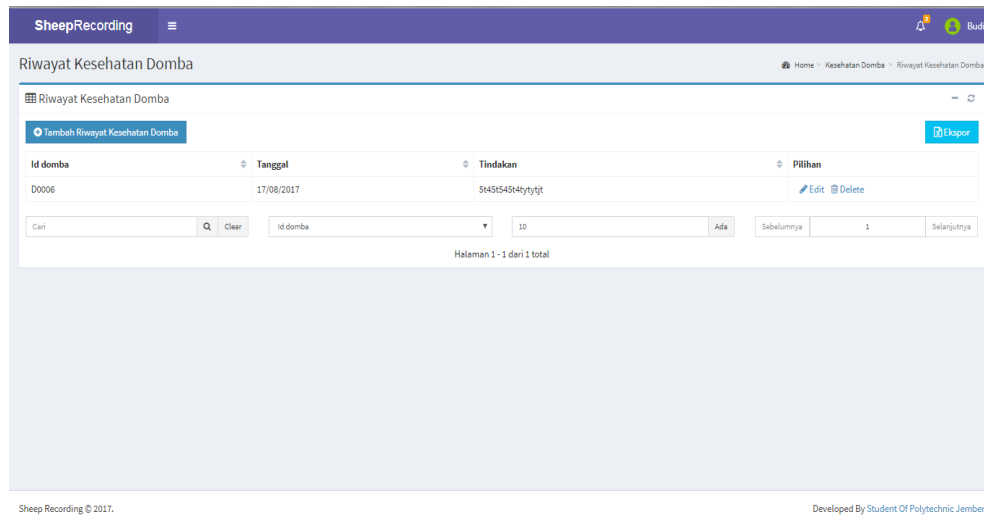 SheepRecording 3 Budi
Riwayat Kesehatan Domba Home > Kesehatan Domba > Riwayat Kesehatan Domba
Riwayat Kesehatan Domba
Tambah Riwayat Kesehatan Domba Ekspor
Id domba Tanggal Tindakan Pilihan
D0006 17/08/2017 5t45t545t4tytytjt Edit Delete
Cari Clear Id domba 10 Ada Sebelumnya 1 Selanjutnya
Halaman 1 - 1 dari 1 total
Sheep Recording © 2017. Developed By Student Of Polytechnic Jember